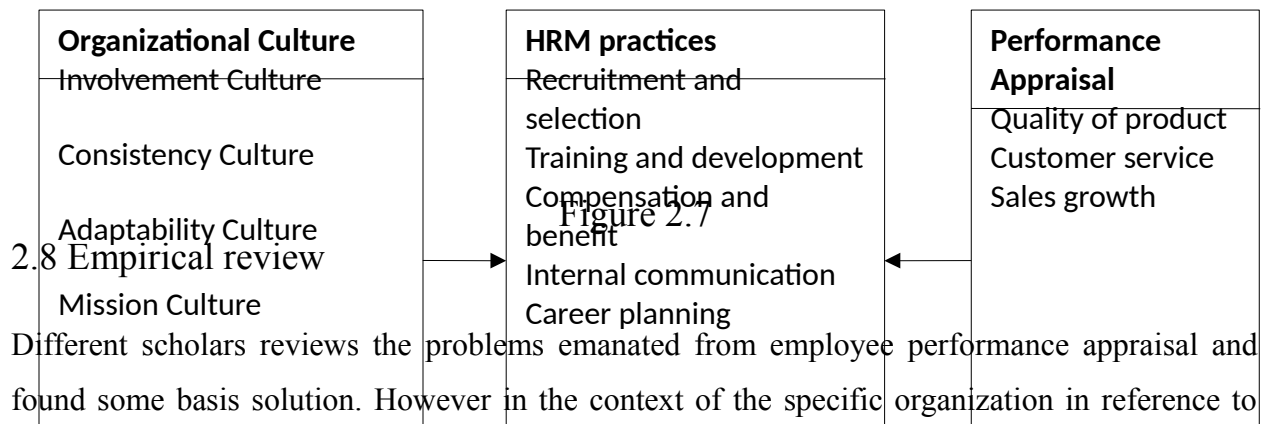 Organizational Culture
Involvement Culture
Consistency Culture
Adaptability Culture
Mission Culture
HRM practices
Recruitment and
selection
Training and development
Compensation and
benefit
Internal communication
Career planning
Performance
Appraisal
Quality of product
Customer service
Sales growth
Figure 2.7
2.8 Empirical review
Different scholars reviews the problems emanated from employee performance appraisal and
found some basis solution. However in the context of the specific organization in reference to